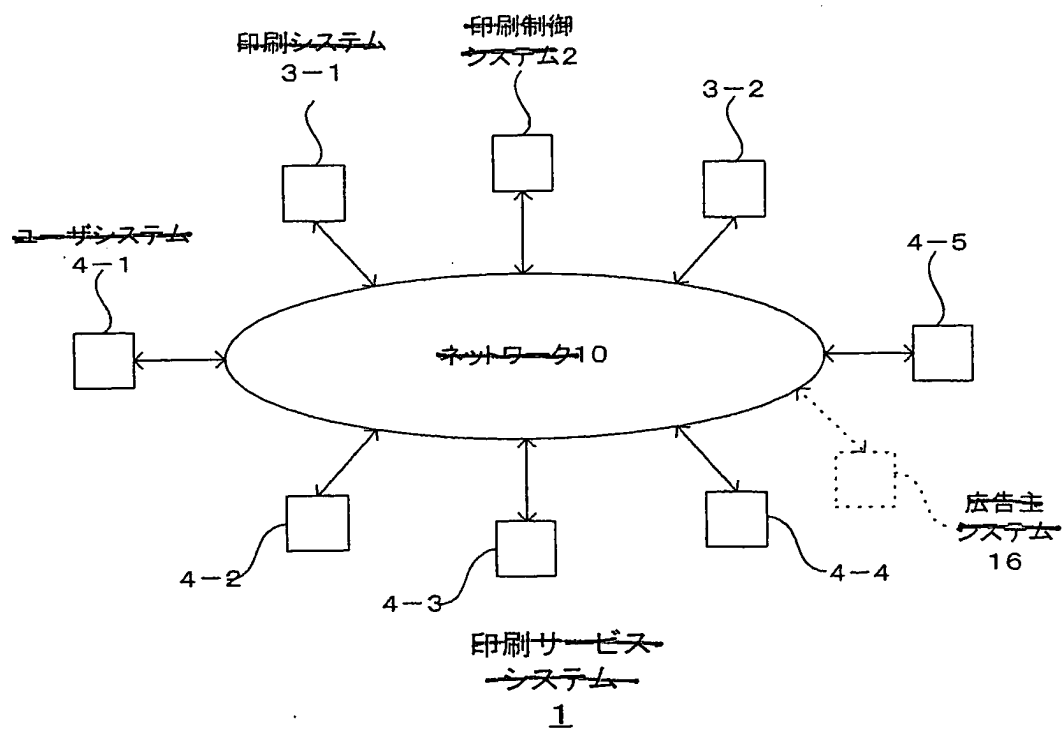 印刷システム
3-1
印刷制御
システム2
3-2
ユーザシステム
4-1
4-5
ネットワーク10
4-2
4-3
4-4
広告主
システム
16
印刷サービス
システム
1